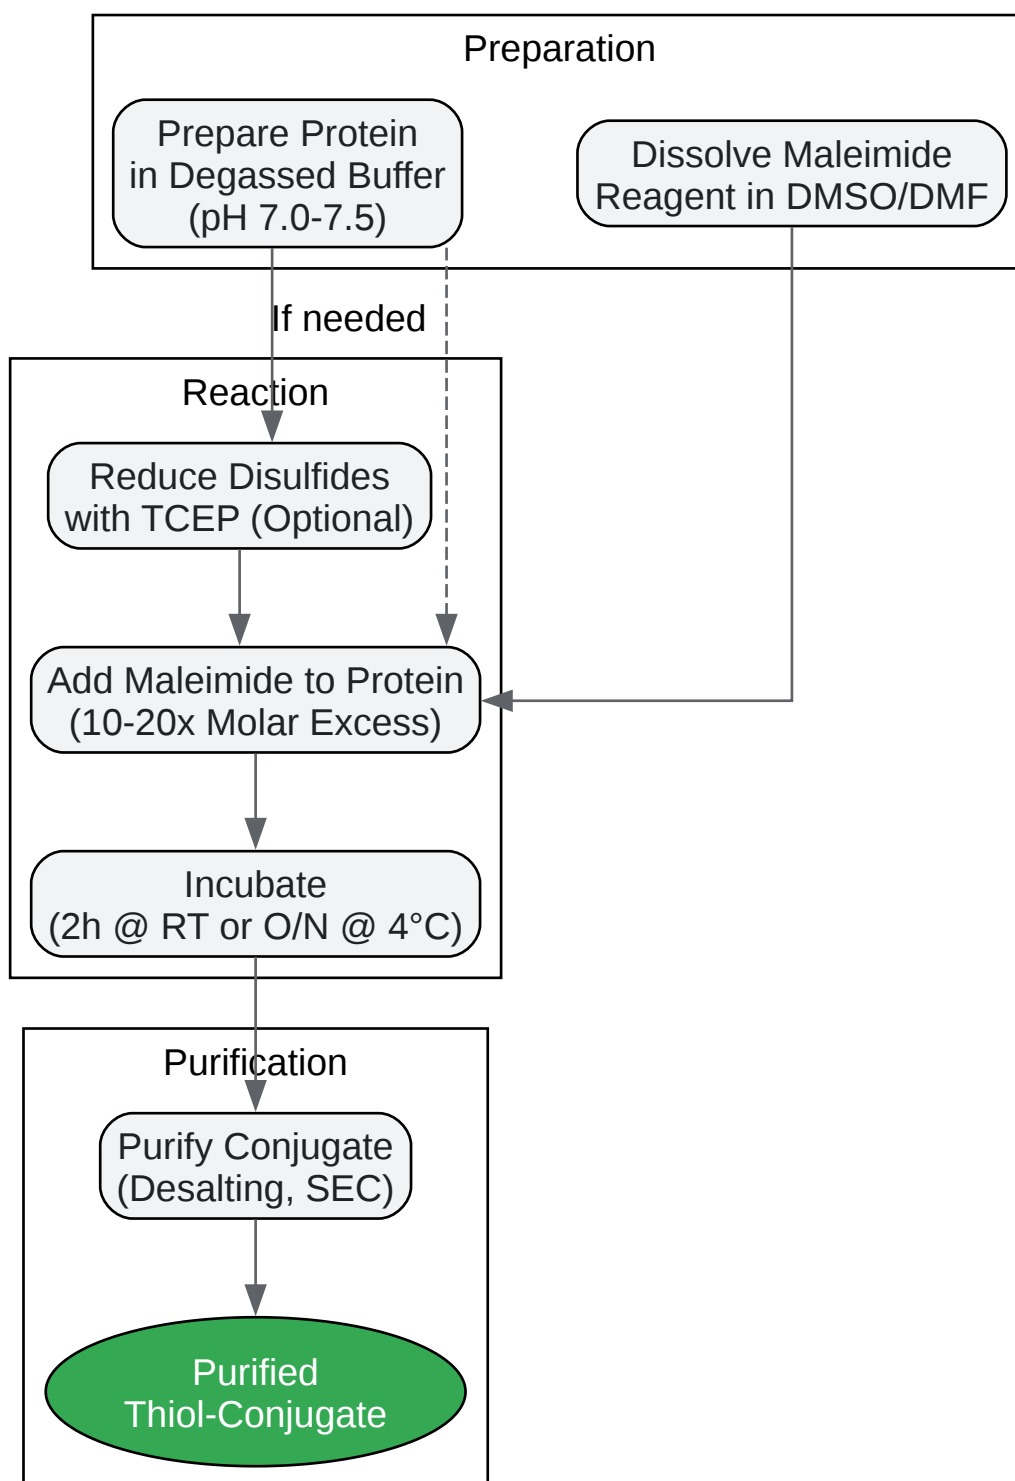 Preparation
Prepare Protein
in Degassed Buffer
(pH 7.0-7.5)
Dissolve Maleimide
Reagent in DMSO/DMF
If needed
Reaction
Reduce Disulfides
with TCEP (Optional)
Add Maleimide to Protein
(10-20x Molar Excess)
Incubate
(2h @ RT or O/N @ 4°C)
Purification
Purify Conjugate
(Desalting, SEC)
Purified
Thiol-Conjugate